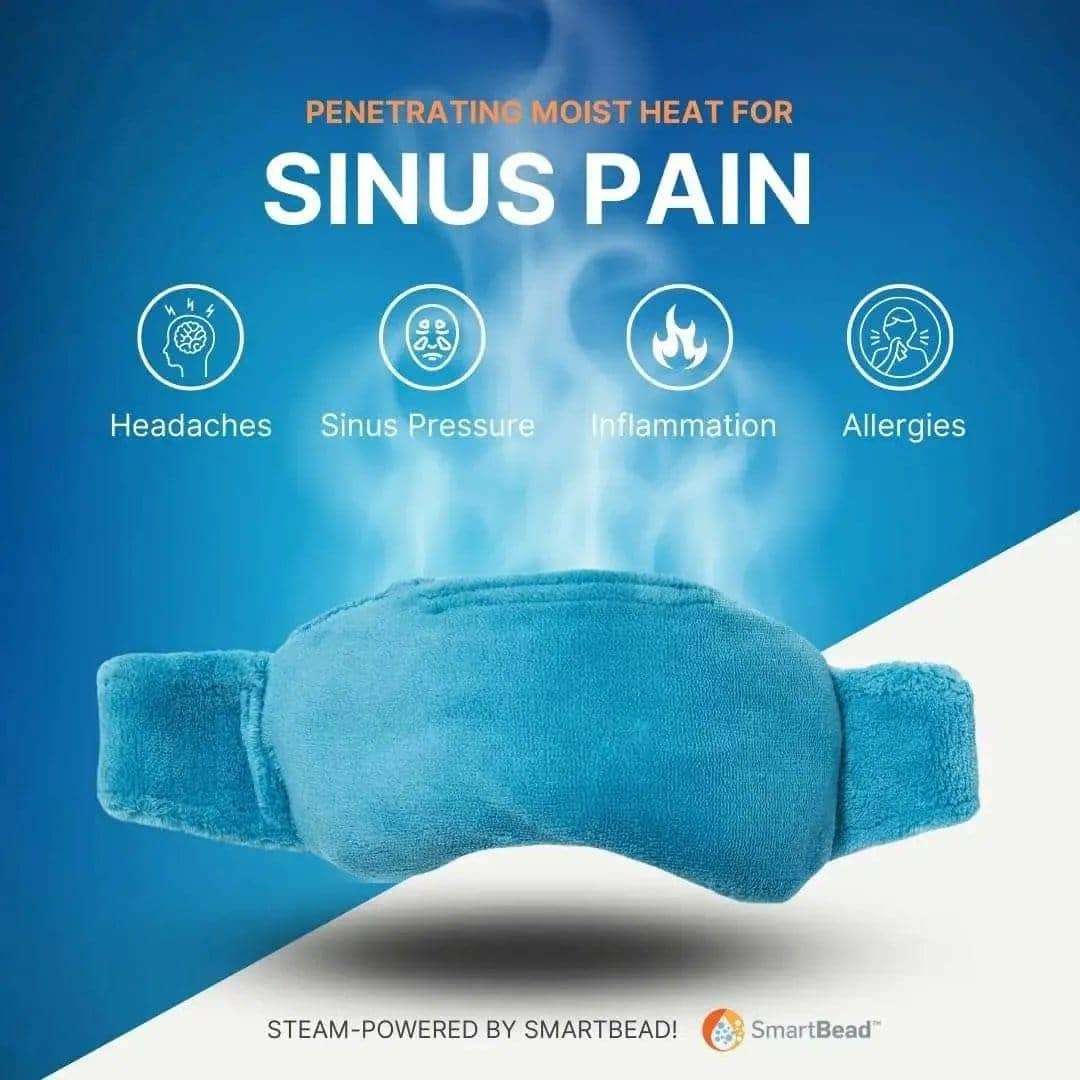 PENETRATING MOIST HEAT FOR
SINUS PAIN
Headaches
Sinus Pressure
Inflammation
Allergies
STEAM-POWERED BY SMARTBEAD!
SmartBead™